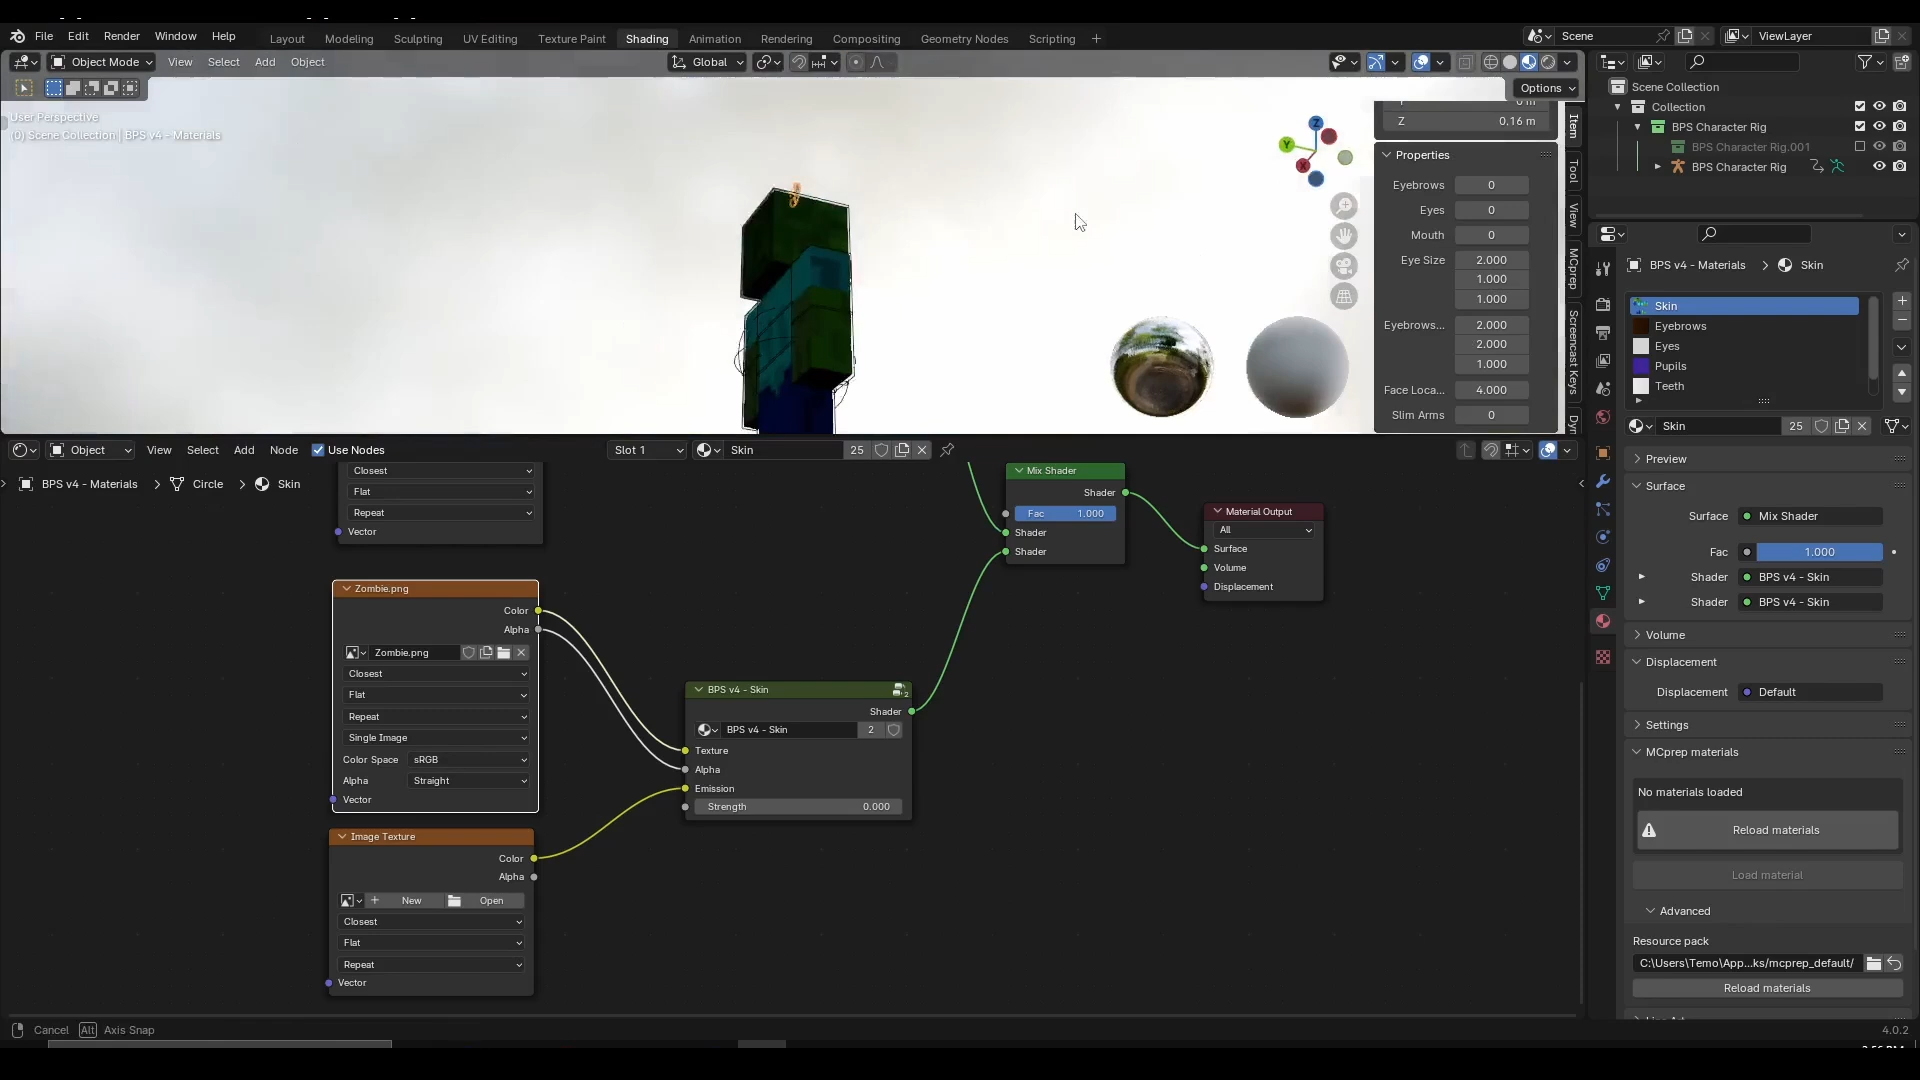 File Edit Render Window Help
Layout Modeling Sculpting UV Editing Texture Paint Shading Animation Rendering Compositing Geometry Nodes Scripting +
Scene
ViewLayer
Object Mode View Select Add Object
Global
Options
User Perspective
(0) Scene Collection | BPS v4 - Materials
Z 0.16 m
Properties
Eyebrows 0
Eyes 0
Mouth 0
Eye Size 2.000
1.000
1.000
Eyebrows... 2.000
2.000
1.000
Face Loca... 4.000
Slim Arms 0
Item
Tool
View
MCprep
Screencast Keys
Z
Y
X
Scene Collection
Collection
BPS Character Rig
BPS Character Rig.001
BPS Character Rig
BPS v4 - Materials > Skin
Skin
Eyebrows
Eyes
Pupils
Teeth
Skin 25
Preview
Surface
Surface Mix Shader
Fac 1.000
Shader BPS v4 - Skin
Shader BPS v4 - Skin
Volume
Displacement
Displacement Default
Settings
MCprep materials
No materials loaded
Reload materials
Load material
Advanced
Resource pack
C:\Users\Temo\App...ks/mcprep_default/
Reload materials
4.0.2
Object View Select Add Node Use Nodes
Slot 1 Skin 25
BPS v4 - Materials > Circle > Skin
Closest
Flat
Repeat
Vector
Zombie.png
Color
Alpha
Zombie.png
Closest
Flat
Repeat
Single Image
Color Space sRGB
Alpha Straight
Vector
Image Texture
Color
Alpha
+ New Open
Closest
Flat
Repeat
Vector
BPS v4 - Skin
Shader
BPS v4 - Skin 2
Texture
Alpha
Emission
Strength 0.000
Mix Shader
Shader
Fac 1.000
Shader
Shader
Material Output
All
Surface
Volume
Displacement
Cancel Alt Axis Snap